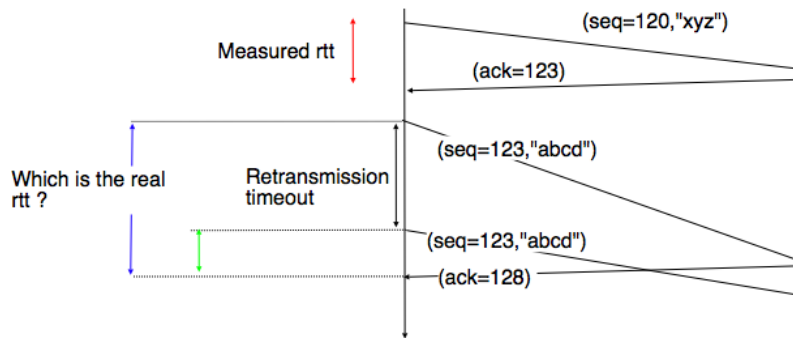 (seq=120,"xyz")
Measured rtt
(ack=123)
(seq=123,"abcd")
Which is the real
rtt ?
Retransmission
timeout
(seq=123,"abcd")
(ack=128)